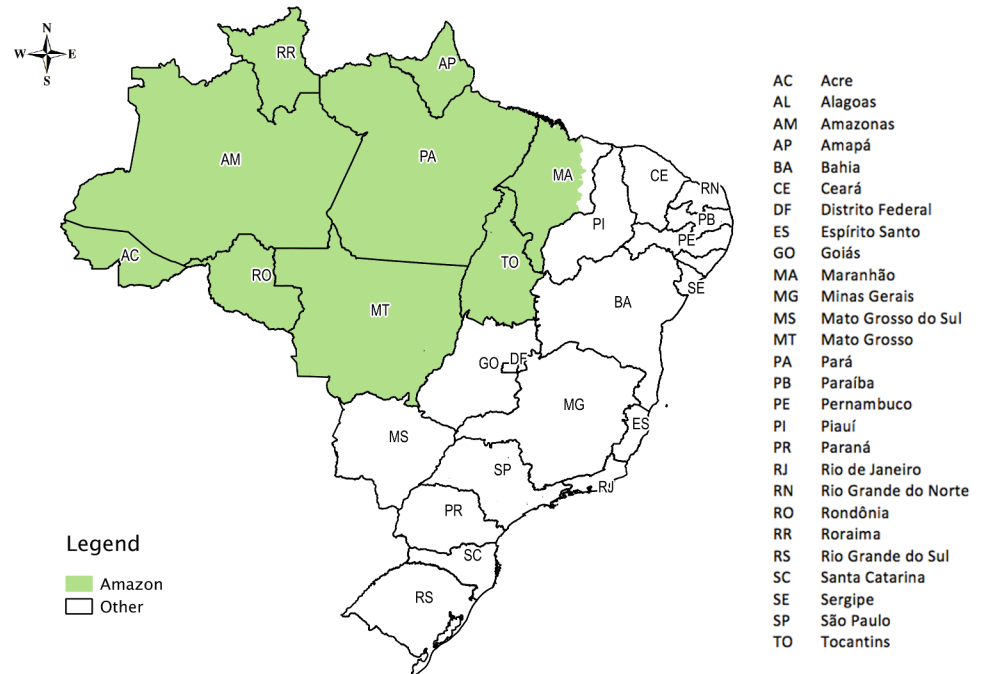 N
W E
S
RR
AP
AM
PA
MA
CE
RN
PB
PI
PE
AC
RO
TO
SE
MT
BA
GO
DF
MG
ES
MS
SP
RJ
PR
SC
RS
Legend
Amazon
Other
AC Acre
AL Alagoas
AM Amazonas
AP Amapá
BA Bahia
CE Ceará
DF Distrito Federal
ES Espírito Santo
GO Goiás
MA Maranhão
MG Minas Gerais
MS Mato Grosso do Sul
MT Mato Grosso
PA Pará
PB Paraíba
PE Pernambuco
PI Piauí
PR Paraná
RJ Rio de Janeiro
RN Rio Grande do Norte
RO Rondônia
RR Roraima
RS Rio Grande do Sul
SC Santa Catarina
SE Sergipe
SP São Paulo
TO Tocantins